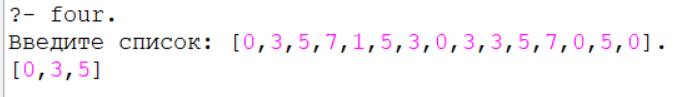 ?- four.
Введите список: [0,3,5,7,1,5,3,0,3,3,5,7,0,5,0].
[0,3,5]